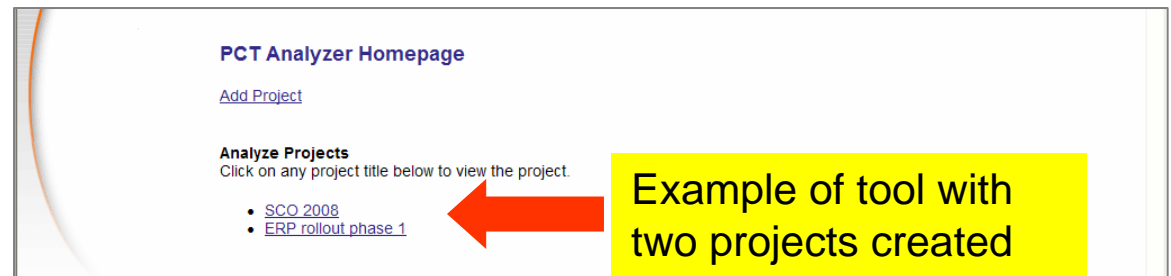 PCT Analyzer Homepage
Add Project
Analyze Projects
Click on any project title below to view the project.
• SCO 2008
• ERP rollout phase 1
Example of tool with
two projects created